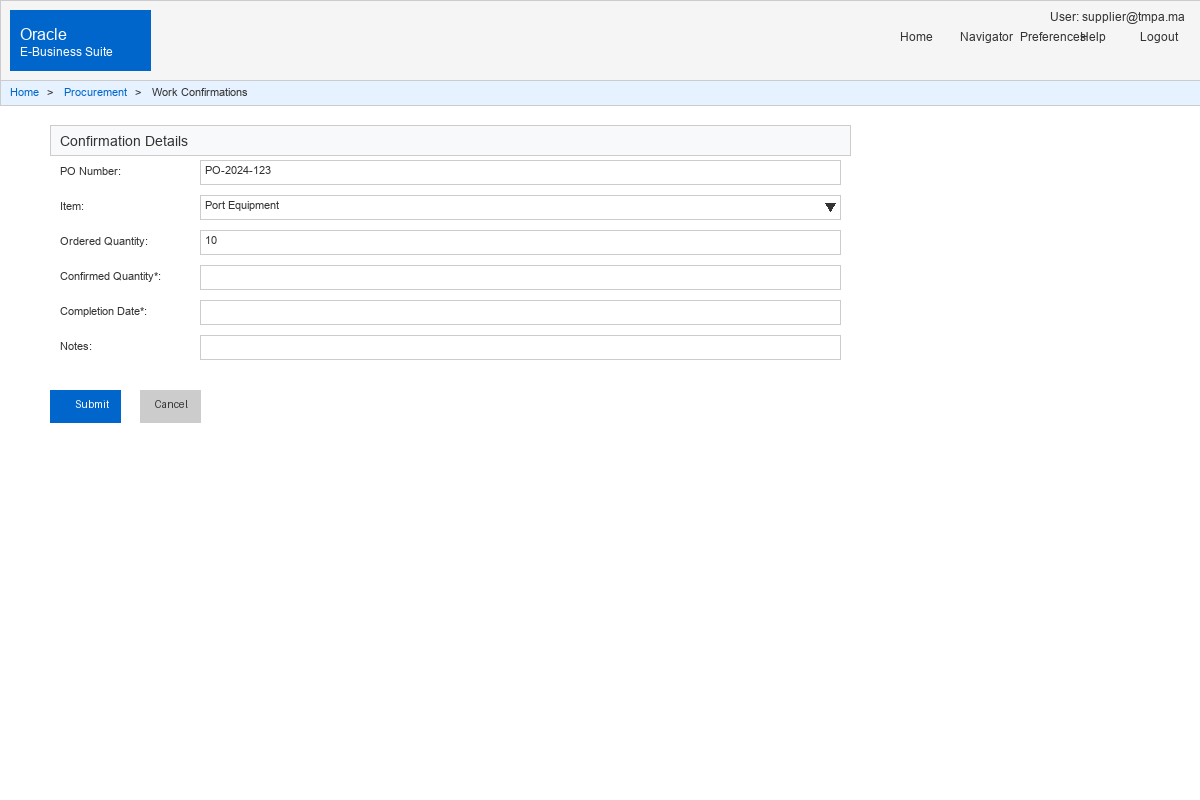 User: supplier@tmpa.ma
Oracle
E-Business Suite
Home Navigator Preferences Help Logout
Home > Procurement > Work Confirmations
Confirmation Details
PO Number: PO-2024-123
Item: Port Equipment
Ordered Quantity: 10
Confirmed Quantity*:
Completion Date*:
Notes:
Submit Cancel